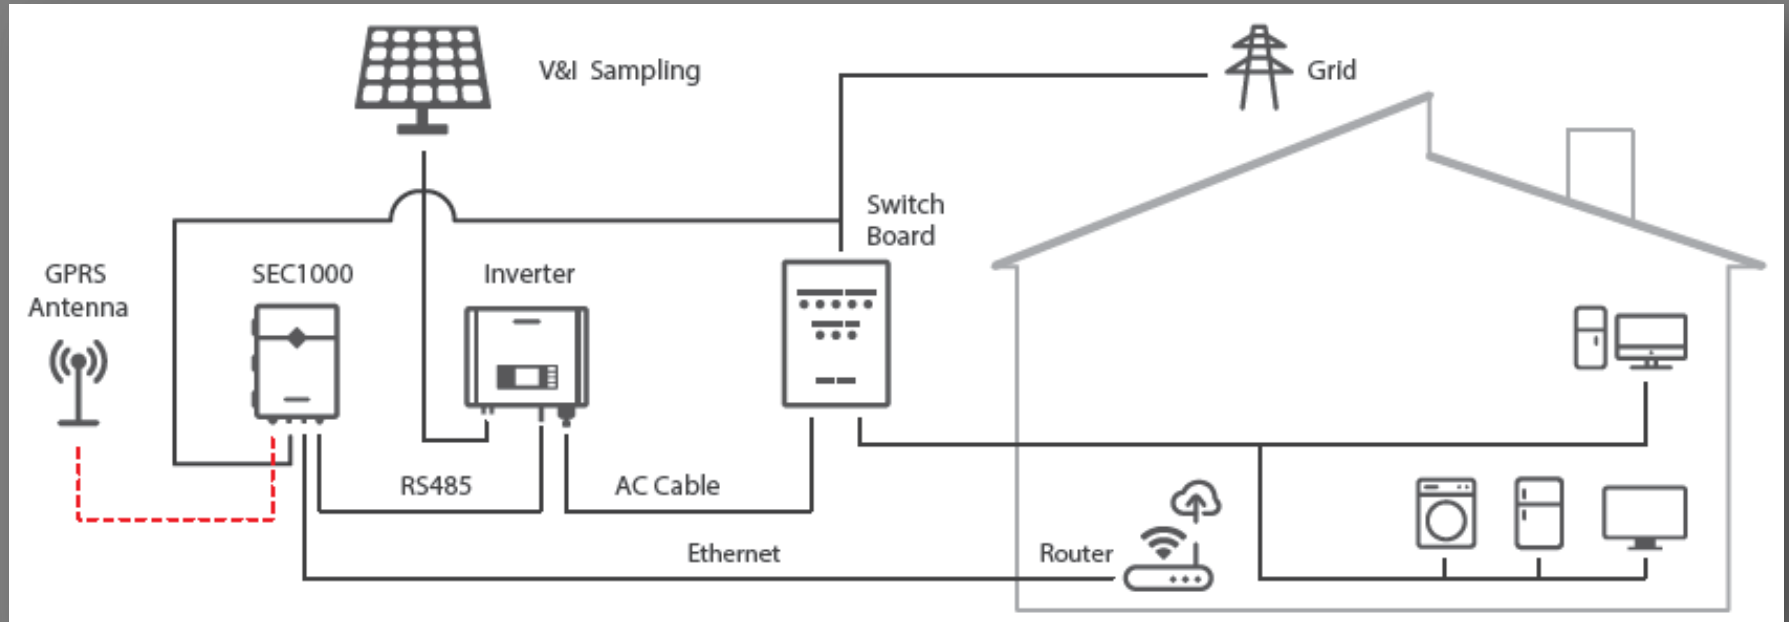 V&I Sampling
Grid
Switch
Board
GPRS
Antenna
SEC1000
Inverter
RS485
AC Cable
Ethernet
Router